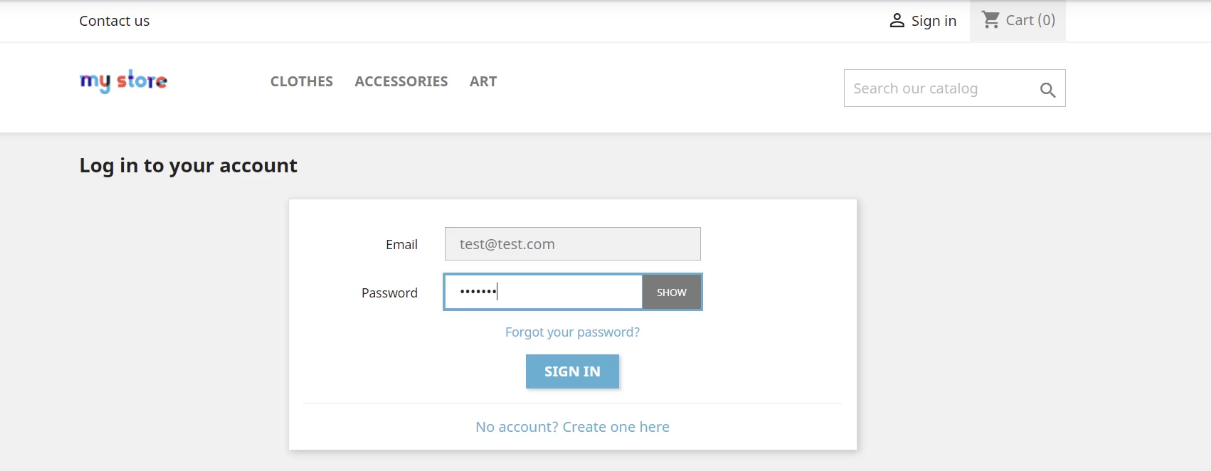 Contact us
Sign in
Cart (0)
my store
CLOTHES
ACCESSORIES
ART
Search our catalog
Log in to your account
Email
test@test.com
Password
•••••••
SHOW
Forgot your password?
SIGN IN
No account? Create one here